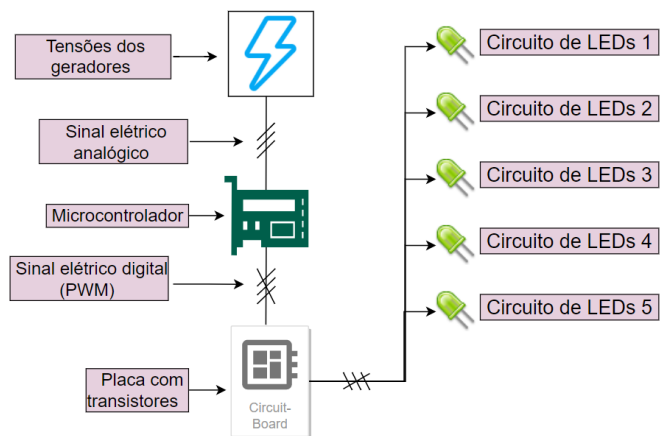 Tensões dos
geradores
Sinal elétrico
analógico
Microcontrolador
Sinal elétrico digital
(PWM)
Placa com
transistores
Circuit-
Board
Circuito de LEDs 1
Circuito de LEDs 2
Circuito de LEDs 3
Circuito de LEDs 4
Circuito de LEDs 5